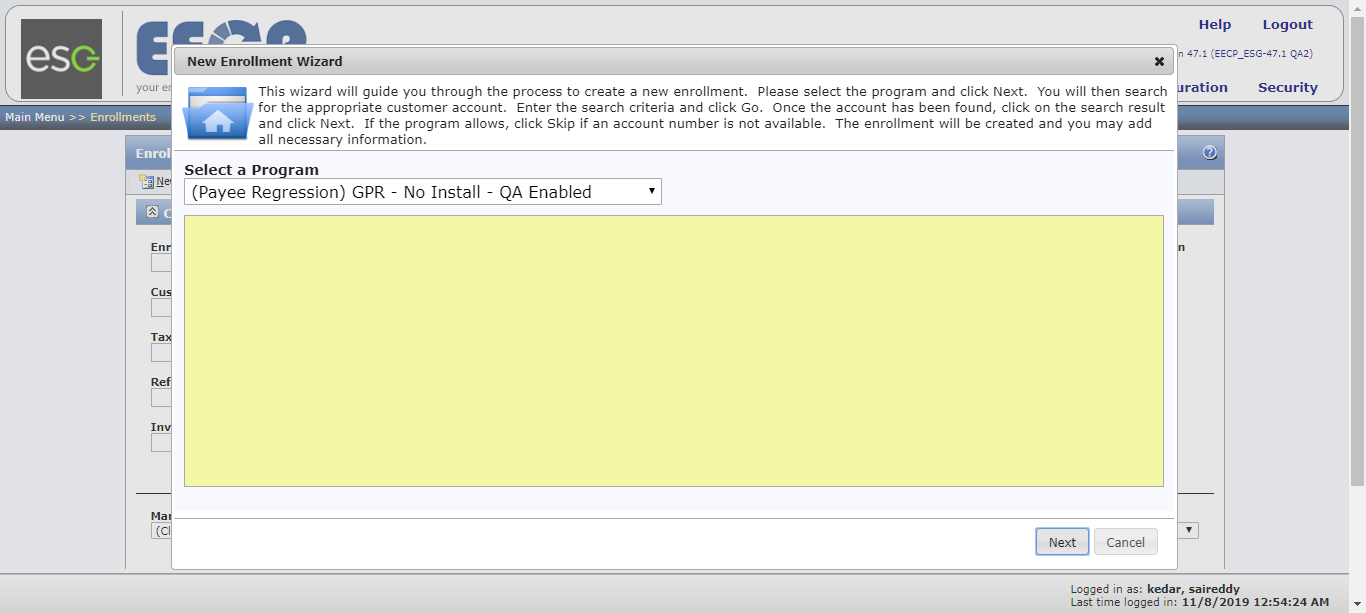 Help Logout
esg
your
n 47.1 (EECP_ESG-47.1 QA2)
uration Security
Main Menu >> Enrollments
New Enrollment Wizard
This wizard will guide you through the process to create a new enrollment. Please select the program and click Next. You will then search
for the appropriate customer account. Enter the search criteria and click Go. Once the account has been found, click on the search result
and click Next. If the program allows, click Skip if an account number is not available. The enrollment will be created and you may add
all necessary information.
Enrol
Select a Program
(Payee Regression) GPR - No Install - QA Enabled
Enr
Cus
Tax
Ref
Inv
Mar
(Cl
Next Cancel
Logged in as: kedar, saireddy
Last time logged in: 11/8/2019 12:54:24 AM